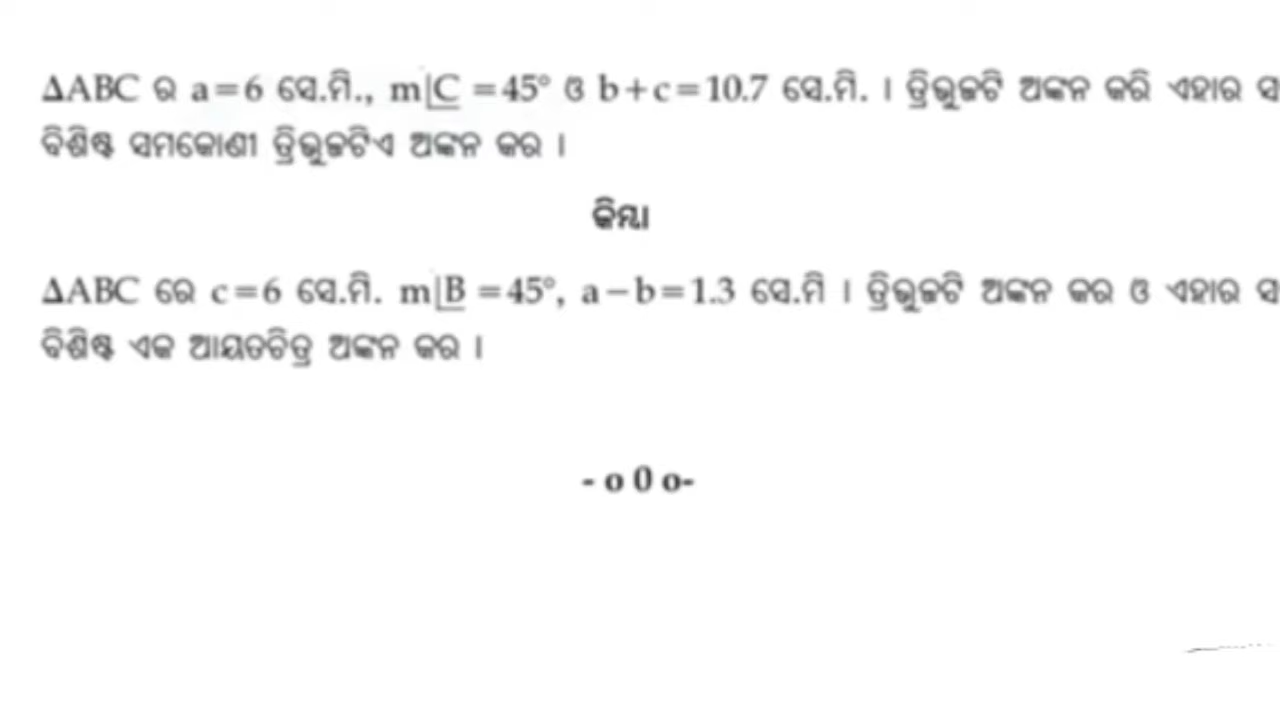 ΔABC ର a=6 ସେ.ମି., m|C =45° ଓ b+c=10.7 ସେ.ମି. । ତ୍ରିଭୁଜଟି ଅଙ୍କନ କରି ଏହାର
ବିଶିଷ୍ଟ ସମକୋଣୀ ତ୍ରିଭୁଜଟିଏ ଅଙ୍କନ କର ।
କିମ୍ବା
ΔABC ରେ c=6 ସେ.ମି. m|B =45°, a−b=1.3 ସେ.ମି । ତ୍ରିଭୁଜଟି ଅଙ୍କନ କର ଓ ଏହାର
ବିଶିଷ୍ଟ ଏକ ଆୟତଚିତ୍ର ଅଙ୍କନ କର ।
- o 0 o-